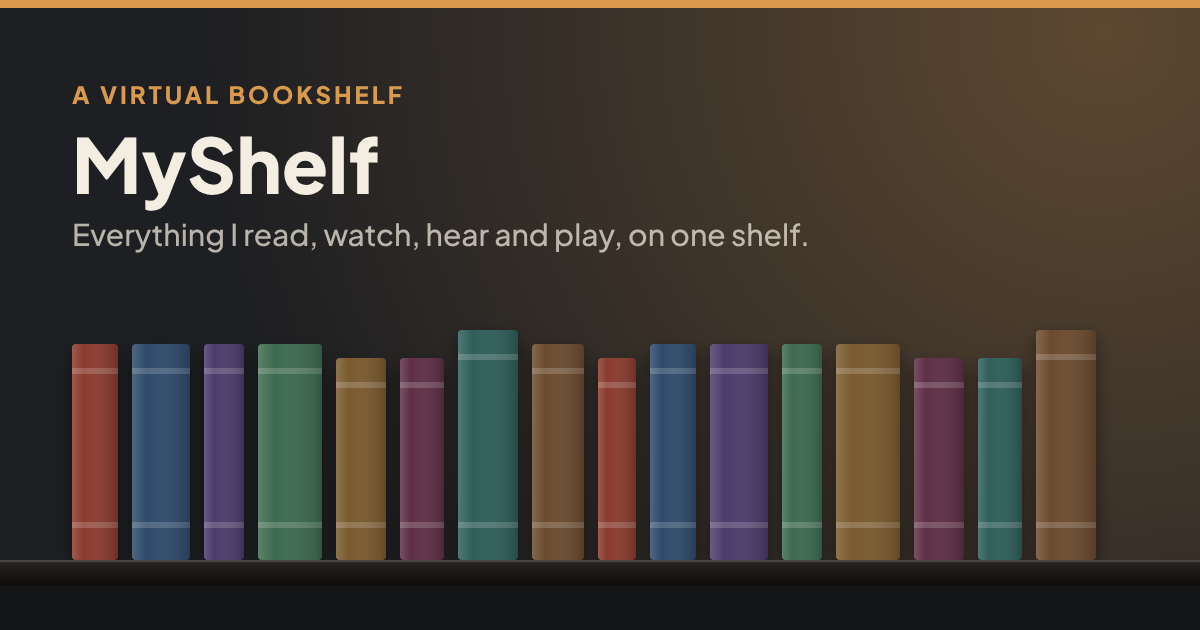 A VIRTUAL BOOKSHELF
MyShelf
Everything I read, watch, hear and play, on one shelf.